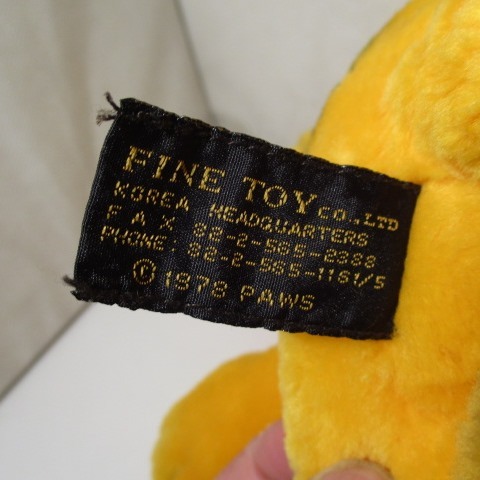 FINE TOY CO.,LTD
KOREA HEADQUARTERS
FAX 82-2-565-2388
PHONE: 82-2-565-1161/5
© 1978 PAWS